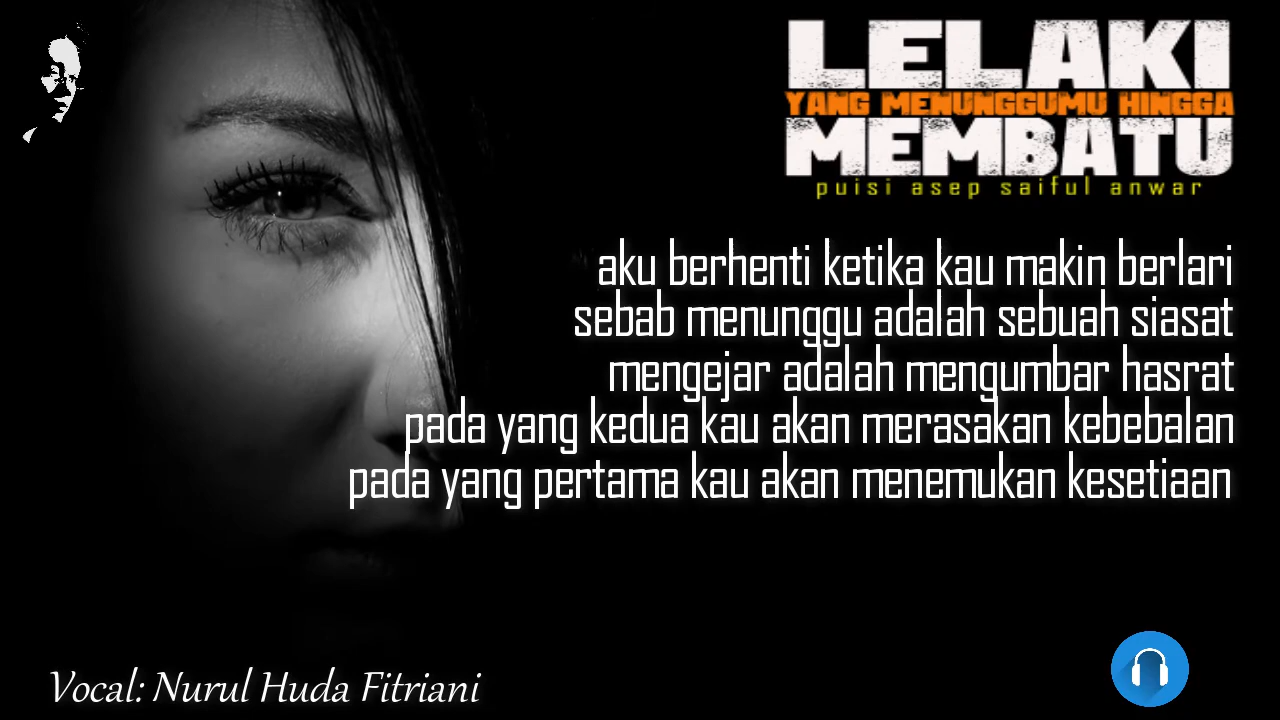 LELAKI
YANG MENUNGGUMU HINGGA
MEMBATU
puisi asep saiful anwar
aku berhenti ketika kau makin berlari
sebab menunggu adalah sebuah siasat
mengejar adalah mengumbar hasrat
pada yang kedua kau akan merasakan kebebalan
pada yang pertama kau akan menemukan kesetiaan
Vocal: Nurul Huda Fitriani